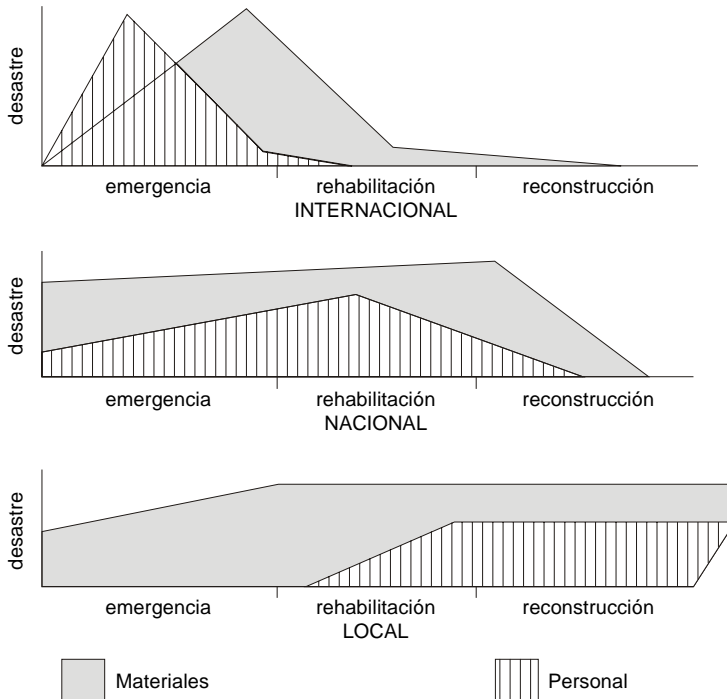 desastre
emergencia rehabilitación reconstrucción
INTERNACIONAL
desastre
emergencia rehabilitación reconstrucción
NACIONAL
desastre
emergencia rehabilitación reconstrucción
LOCAL
Materiales Personal